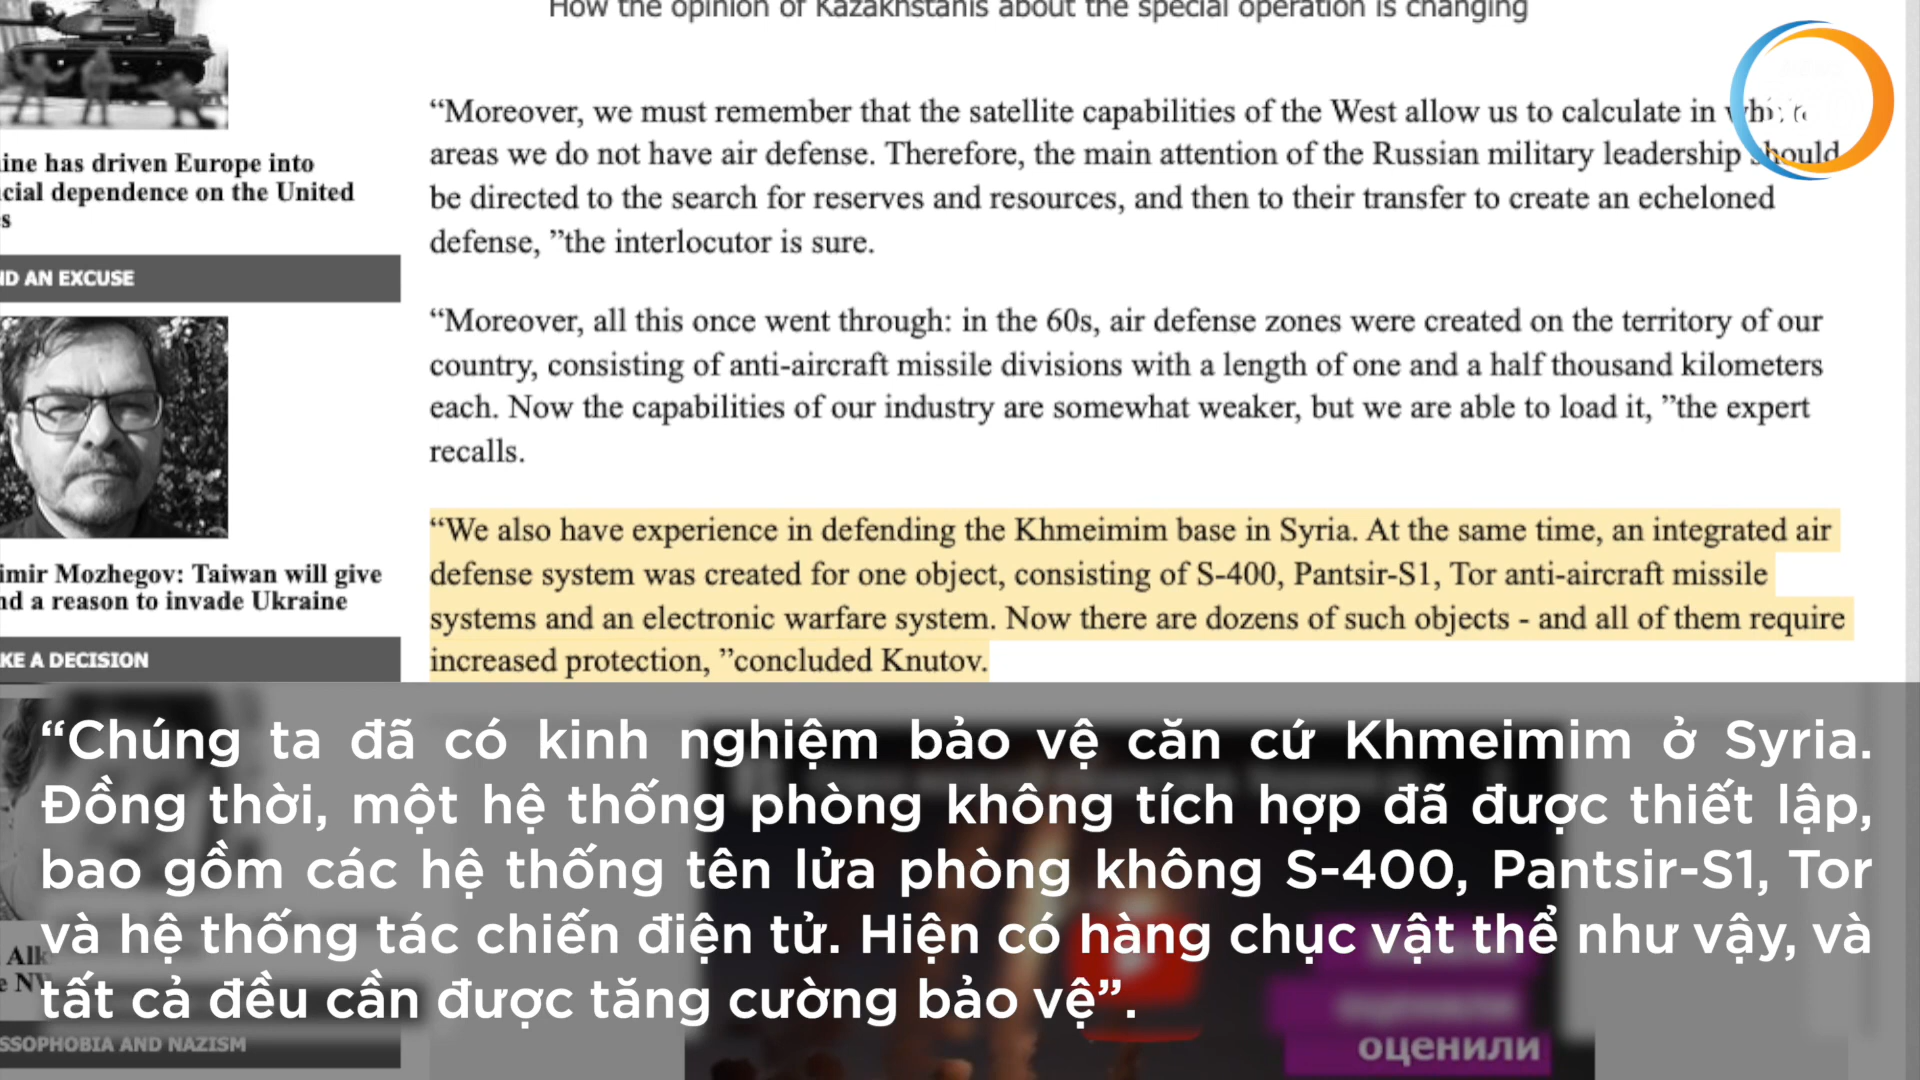 How the opinion of Kazakhstanis about the special operation is changing
“Moreover, we must remember that the satellite capabilities of the West allow us to calculate in
areas we do not have air defense. Therefore, the main attention of the Russian military leadership should
be directed to the search for reserves and resources, and then to their transfer to create an echeloned
defense, ”the interlocutor is sure.
“Moreover, all this once went through: in the 60s, air defense zones were created on the territory of our
country, consisting of anti-aircraft missile divisions with a length of one and a half thousand kilometers
each. Now the capabilities of our industry are somewhat weaker, but we are able to load it, ”the expert
recalls.
“We also have experience in defending the Khmeimim base in Syria. At the same time, an integrated air
defense system was created for one object, consisting of S-400, Pantsir-S1, Tor anti-aircraft missile
systems and an electronic warfare system. Now there are dozens of such objects - and all of them require
increased protection, ”concluded Knutov.
ine has driven Europe into
cial dependence on the United
s
ND AN EXCUSE
imir Mozhegov: Taiwan will give
nd a reason to invade Ukraine
KE A DECISION
“Chúng ta đã có kinh nghiệm bảo vệ căn cứ Khmeimim ở Syria.
Đồng thời, một hệ thống phòng không tích hợp đã được thiết lập,
bao gồm các hệ thống tên lửa phòng không S-400, Pantsir-S1, Tor
và hệ thống tác chiến điện tử. Hiện có hàng chục vật thể như vậy, và
tất cả đều cần được tăng cường bảo vệ”.
SSOPHOBIA AND NAZISM
оценили